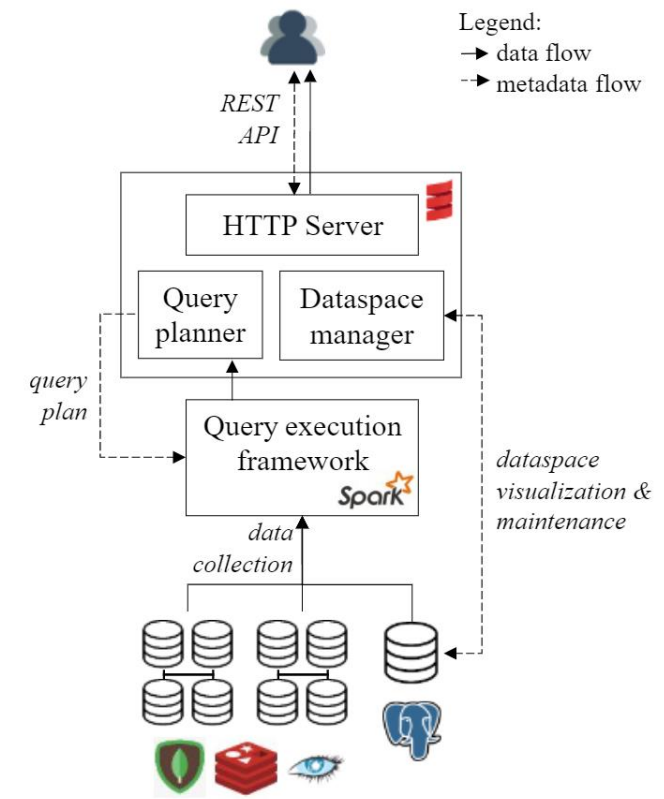 Legend:
data flow
metadata flow
REST
API
HTTP Server
Query
planner
Dataspace
manager
query
plan
Query execution
framework
Spark
dataspace
visualization &
maintenance
data
collection